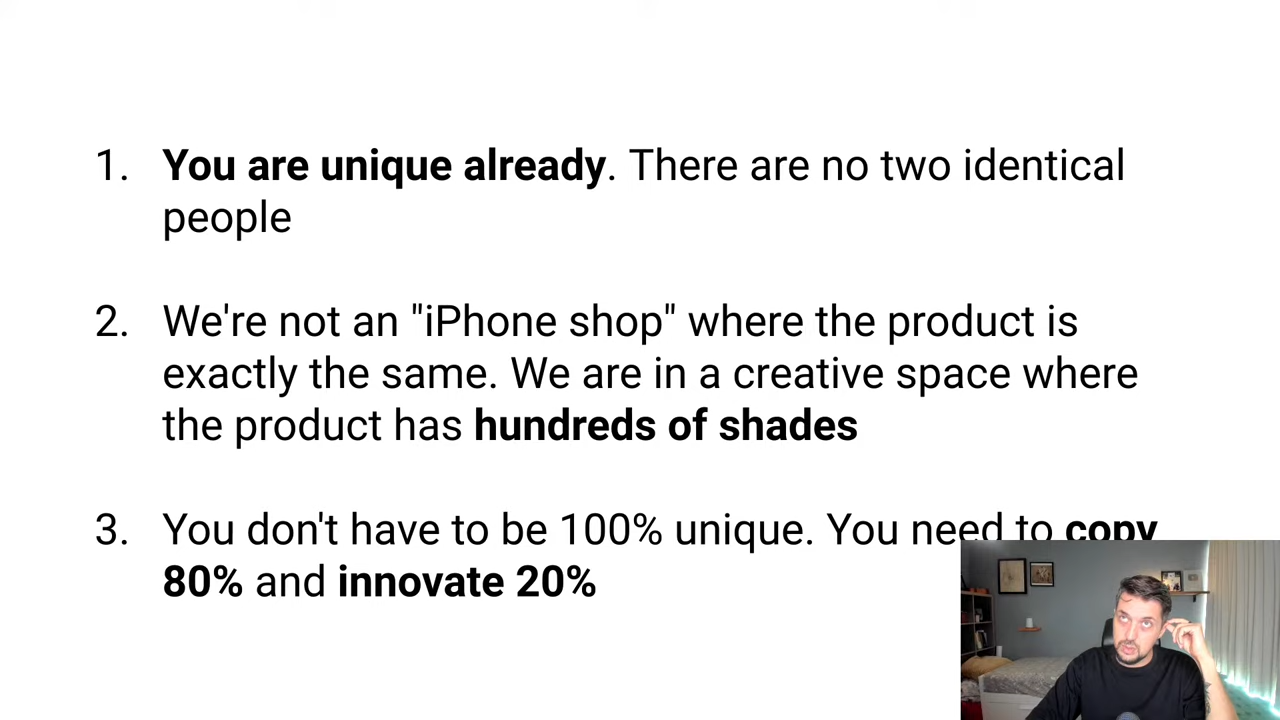 1. You are unique already. There are no two identical
people
2. We're not an "iPhone shop" where the product is
exactly the same. We are in a creative space where
the product has hundreds of shades
3. You don't have to be 100% unique. You need to copy
80% and innovate 20%